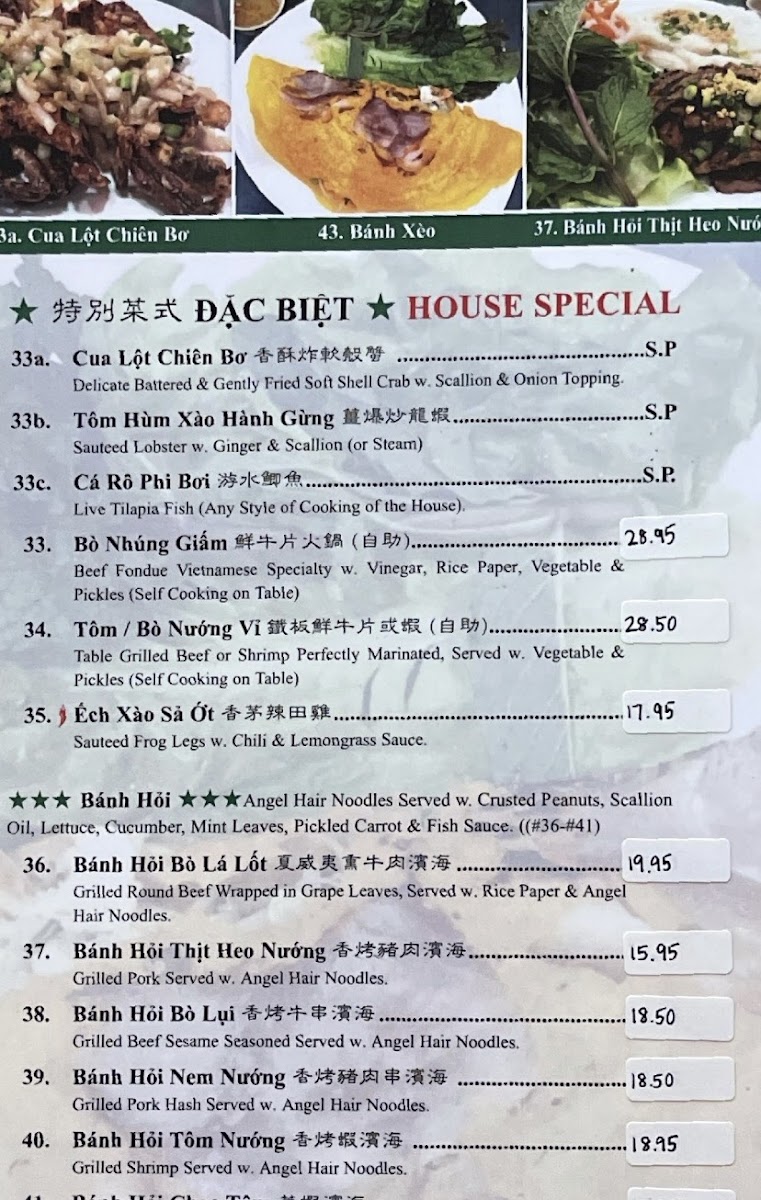 3a. Cua Lột Chiên Bơ
43. Bánh Xèo
37. Bánh Hỏi Thịt Heo Nướ
★ 特別菜式 ĐẶC BIỆT ★ HOUSE SPECIAL
33a. Cua Lột Chiên Bơ 香酥炸軟殼蟹 ........................................S.P
Delicate Battered & Gently Fried Soft Shell Crab w. Scallion & Onion Topping.
33b. Tôm Hùm Xào Hành Gừng 薑爆炒龍蝦..............................S.P
Sauteed Lobster w. Ginger & Scallion (or Steam)
33c. Cá Rô Phi Bơi 游水鯽魚.....................................................S.P.
Live Tilapia Fish (Any Style of Cooking of the House).
33. Bò Nhúng Giấm 鮮牛片火鍋 (自助)................................. 28.95
Beef Fondue Vietnamese Specialty w. Vinegar, Rice Paper, Vegetable &
Pickles (Self Cooking on Table)
34. Tôm / Bò Nướng Vỉ 鐵板鮮牛片或蝦 (自助)..................... 28.50
Table Grilled Beef or Shrimp Perfectly Marinated, Served w. Vegetable &
Pickles (Self Cooking on Table)
35. Ếch Xào Sả Ớt 香茅辣田雞.............................................. 17.95
Sauteed Frog Legs w. Chili & Lemongrass Sauce.
★★★ Bánh Hỏi ★★★Angel Hair Noodles Served w. Crusted Peanuts, Scallion
Oil, Lettuce, Cucumber, Mint Leaves, Pickled Carrot & Fish Sauce. ((#36-#41)
36. Bánh Hỏi Bò Lá Lốt 夏威夷熏牛肉濱海 .......................... 19.95
Grilled Round Beef Wrapped in Grape Leaves, Served w. Rice Paper & Angel
Hair Noodles.
37. Bánh Hỏi Thịt Heo Nướng 香烤豬肉濱海......................... 15.95
Grilled Pork Served w. Angel Hair Noodles.
38. Bánh Hỏi Bò Lụi 香烤牛串濱海....................................... 18.50
Grilled Beef Sesame Seasoned Served w. Angel Hair Noodles.
39. Bánh Hỏi Nem Nướng 香烤豬肉串濱海 .......................... 18.50
Grilled Pork Hash Served w. Angel Hair Noodles.
40. Bánh Hỏi Tôm Nướng 香烤蝦濱海 ................................. 18.95
Grilled Shrimp Served w. Angel Hair Noodles.